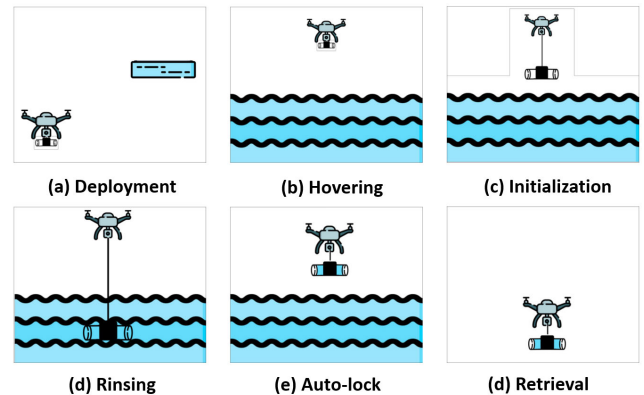 (a) Deployment
(b) Hovering
(c) Initialization
(d) Rinsing
(e) Auto-lock
(d) Retrieval